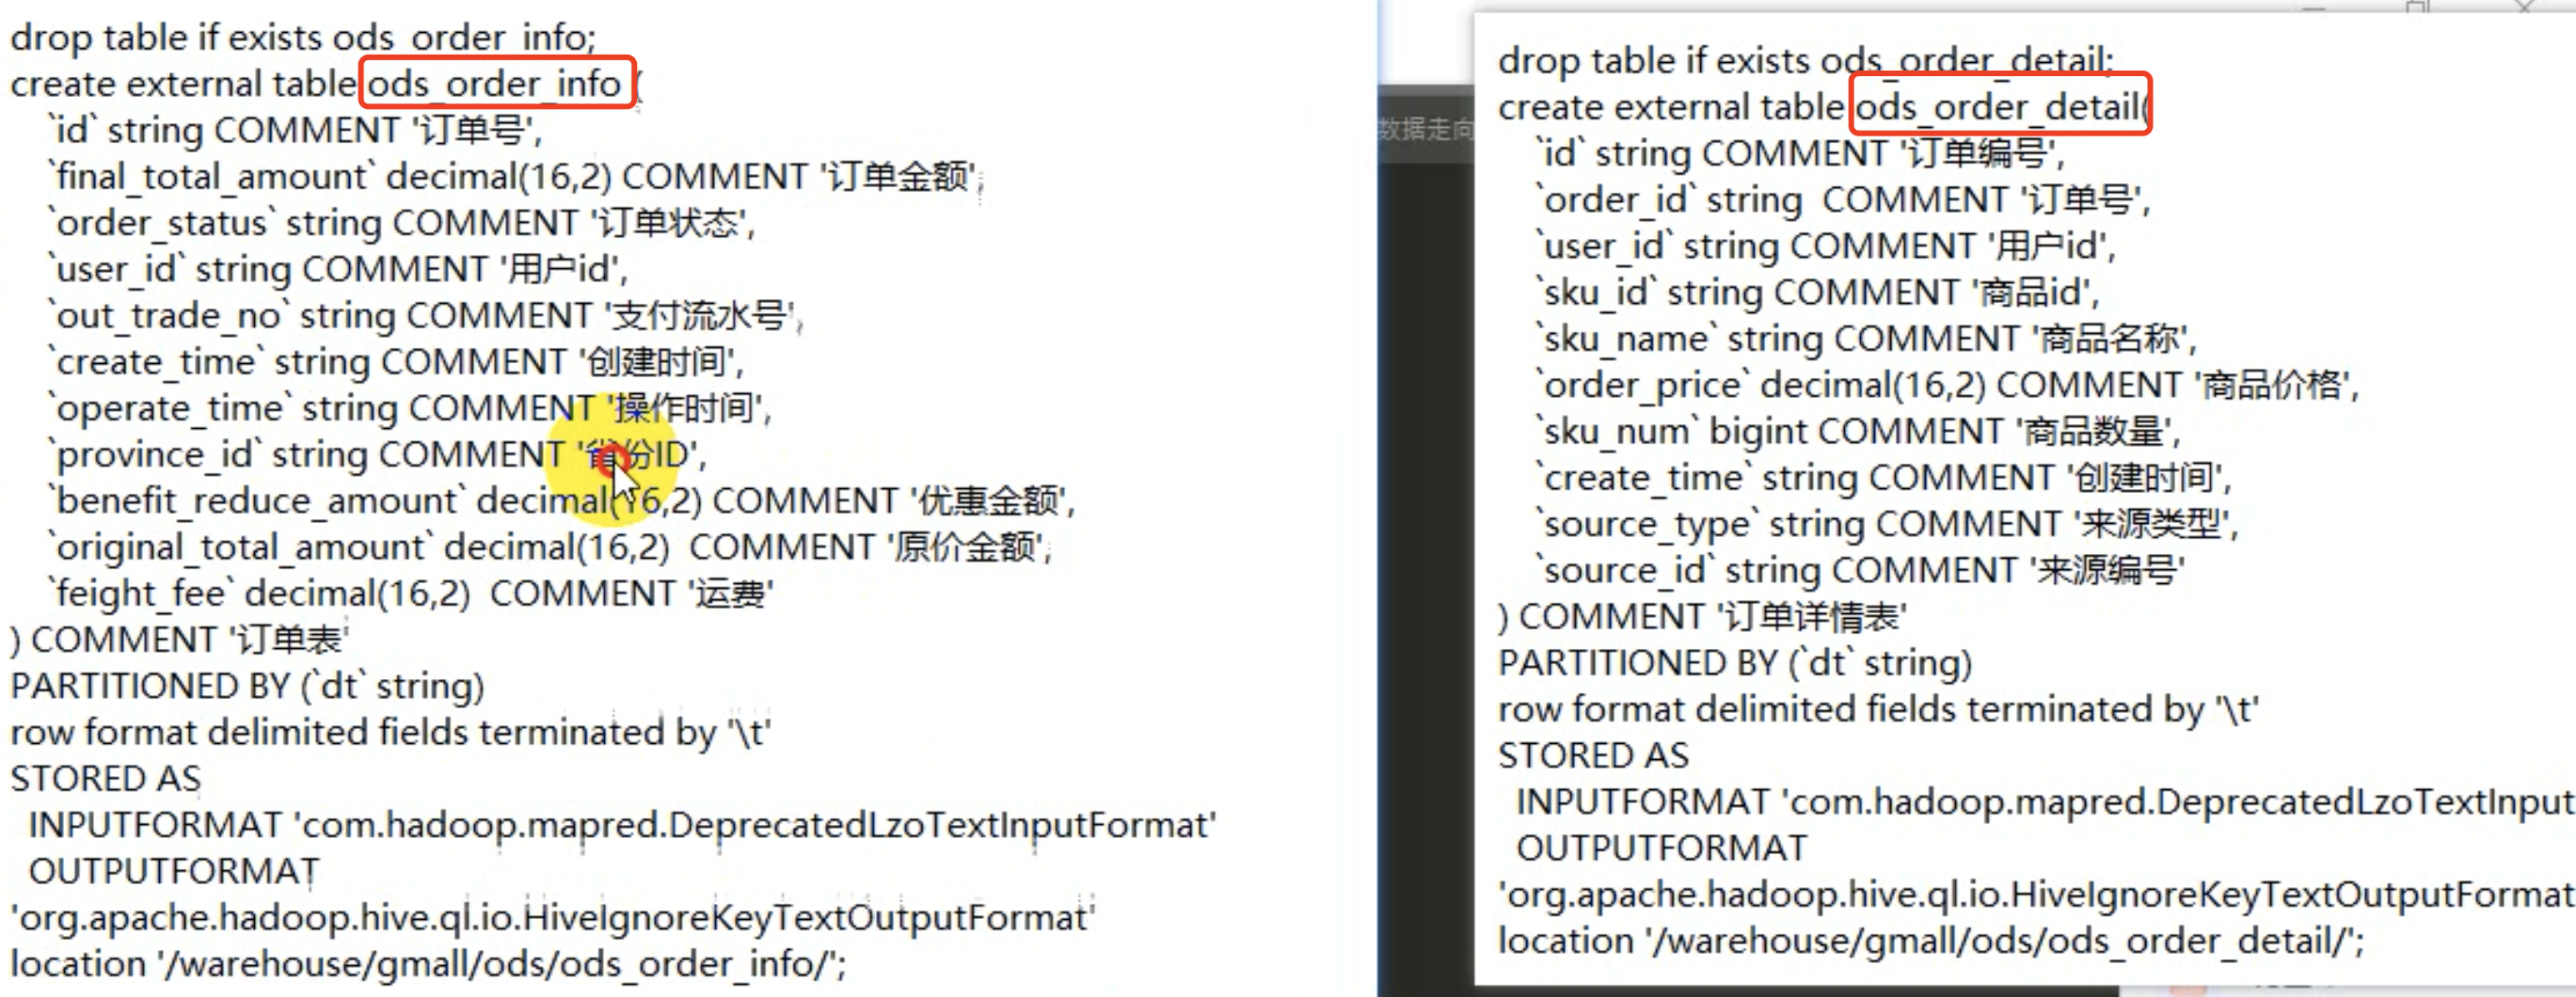 drop table if exists ods_order_info;
create external table ods_order_info (
`id` string COMMENT '订单号',
`final_total_amount` decimal(16,2) COMMENT '订单金额',
`order_status` string COMMENT '订单状态',
`user_id` string COMMENT '用户id',
`out_trade_no` string COMMENT '支付流水号',
`create_time` string COMMENT '创建时间',
`operate_time` string COMMENT '操作时间',
`province_id` string COMMENT '省份ID',
`benefit_reduce_amount` decimal(16,2) COMMENT '优惠金额',
`original_total_amount` decimal(16,2)  COMMENT '原价金额',
`feight_fee` decimal(16,2)  COMMENT '运费'
) COMMENT '订单表'
PARTITIONED BY (`dt` string)
row format delimited fields terminated by '\t'
STORED AS
INPUTFORMAT 'com.hadoop.mapred.DeprecatedLzoTextInputFormat'
OUTPUTFORMAT
'org.apache.hadoop.hive.ql.io.HiveIgnoreKeyTextOutputFormat'
location '/warehouse/gmall/ods/ods_order_info/';
数据走向
drop table if exists ods_order_detail;
create external table ods_order_detail(
`id` string COMMENT '订单编号',
`order_id` string  COMMENT '订单号',
`user_id` string COMMENT '用户id',
`sku_id` string COMMENT '商品id',
`sku_name` string COMMENT '商品名称',
`order_price` decimal(16,2) COMMENT '商品价格',
`sku_num` bigint COMMENT '商品数量',
`create_time` string COMMENT '创建时间',
`source_type` string COMMENT '来源类型',
`source_id` string COMMENT '来源编号'
) COMMENT '订单详情表'
PARTITIONED BY (`dt` string)
row format delimited fields terminated by '\t'
STORED AS
INPUTFORMAT 'com.hadoop.mapred.DeprecatedLzoTextInput
OUTPUTFORMAT
'org.apache.hadoop.hive.ql.io.HiveIgnoreKeyTextOutputFormat
location '/warehouse/gmall/ods/ods_order_detail/';